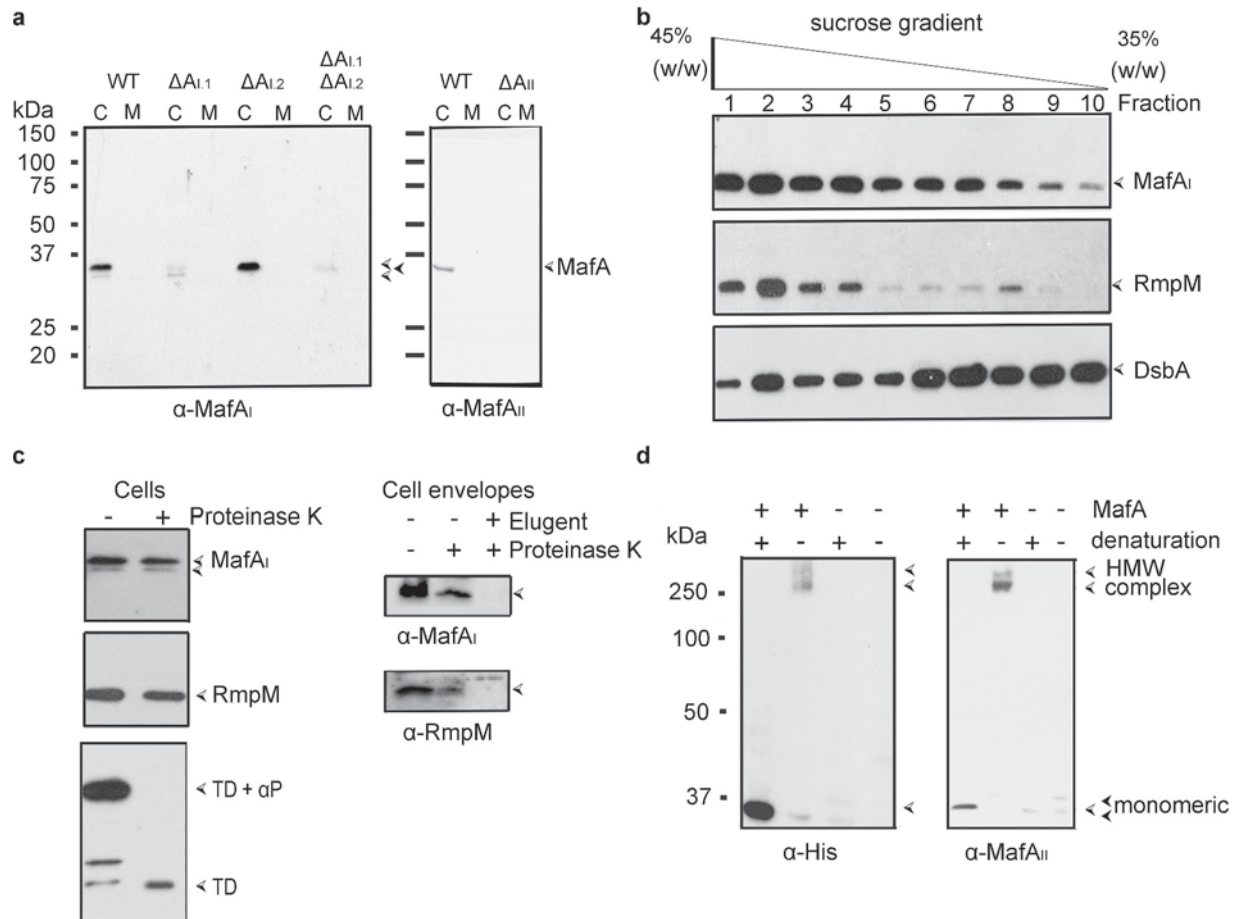 a
WT ΔAI.1 ΔAI.2 ΔAI.1 ΔAI.2
kDa C M C M C M C M
150
100
75
50
37
25
20
α-MafAI
WT ΔAII
C M C M
MafA
α-MafAII
b
sucrose gradient
45% (w/w)
35% (w/w)
1 2 3 4 5 6 7 8 9 10 Fraction
MafAI
RmpM
DsbA
c
Cells
- + Proteinase K
MafAI
RmpM
TD + αP
TD
Cell envelopes
- - + Elugent
- + + Proteinase K
α-MafAI
α-RmpM
d
+ + - - + + - - MafA
+ - + - + - + - denaturation
kDa
250
100
50
37
HMW
complex
monomeric
α-His
α-MafAII